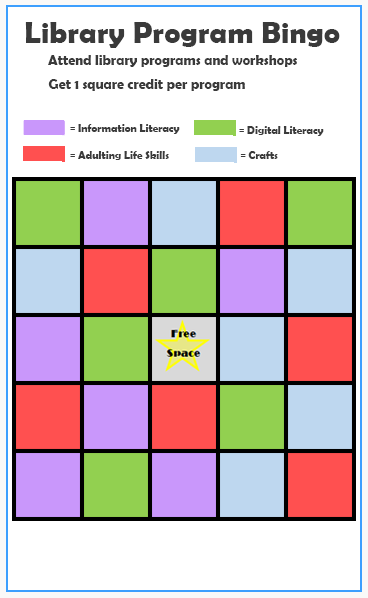 Library Program Bingo
Attend library programs and workshops
Get 1 square credit per program
= Information Literacy
= Digital Literacy
= Adulting Life Skills
= Crafts
Free
Space